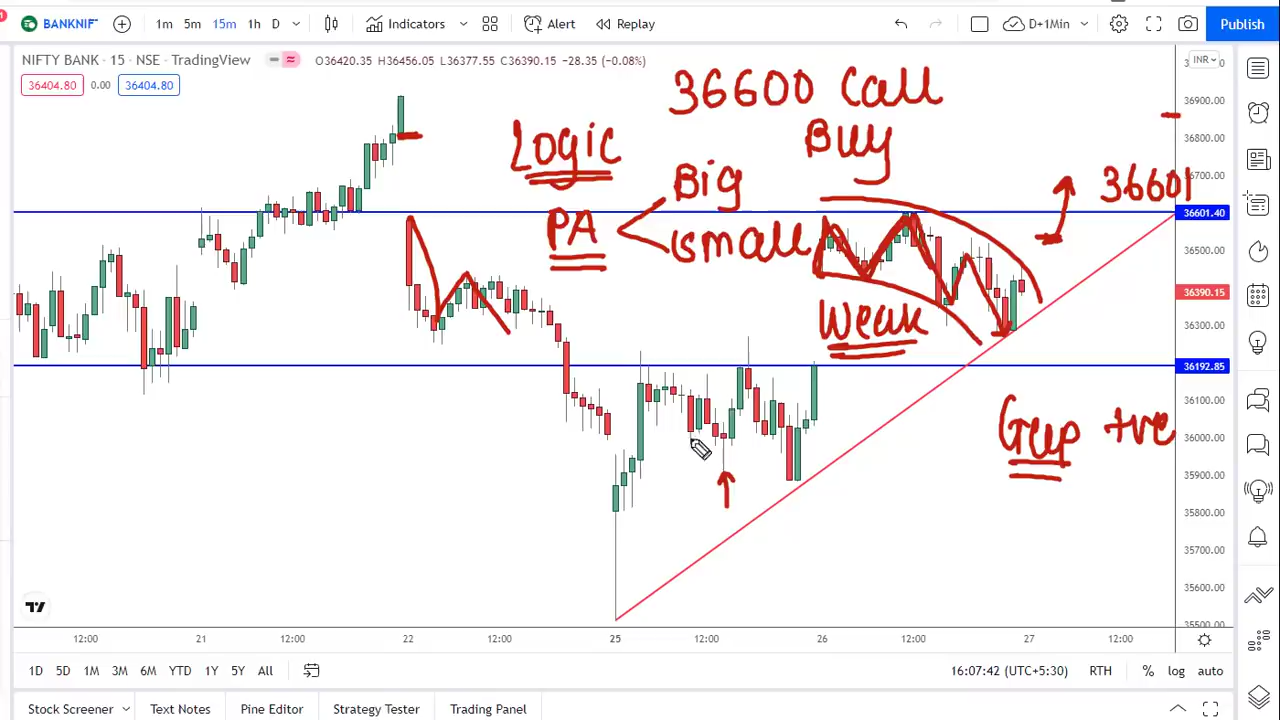 BANKNIF
1m 5m 15m 1h D
Indicators
Alert
Replay
D+1Min
Publish
NIFTY BANK · 15 · NSE · TradingView
O36420.35 H36456.05 L36377.55 C36390.15 -28.35 (-0.08%)
INR
36404.80 0.00 36404.80
36900.00
36800.00
36700.00
36601.40
36500.00
36390.15
36300.00
36192.85
36100.00
36000.00
35900.00
35800.00
35700.00
35600.00
35500.00
36600 Call
Buy
Logic
PA
Big
small
36601
Weak
Gap +ve
12:00 21 12:00 22 12:00 25 12:00 26 12:00 27 12:00
1D 5D 1M 3M 6M YTD 1Y 5Y All
16:07:42 (UTC+5:30) RTH % log auto
Stock Screener Text Notes Pine Editor Strategy Tester Trading Panel